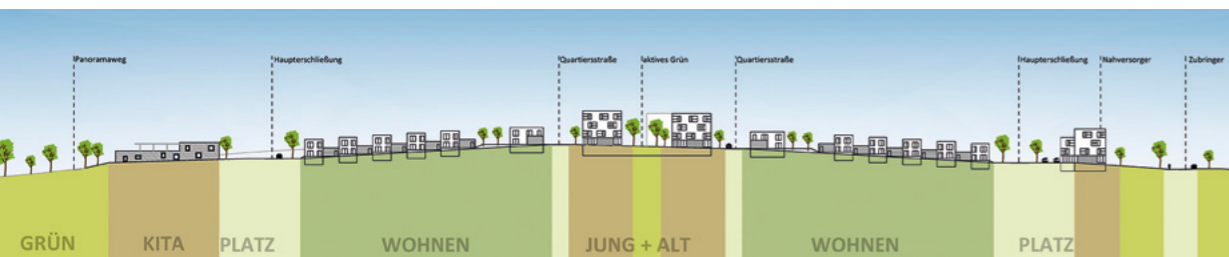 Panoramaweg
Haupterschließung
Quartiersstraße
aktives Grün
Quartiersstraße
Haupterschließung
Nahversorger
Zubringer
GRÜN
KITA
PLATZ
WOHNEN
JUNG + ALT
WOHNEN
PLATZ